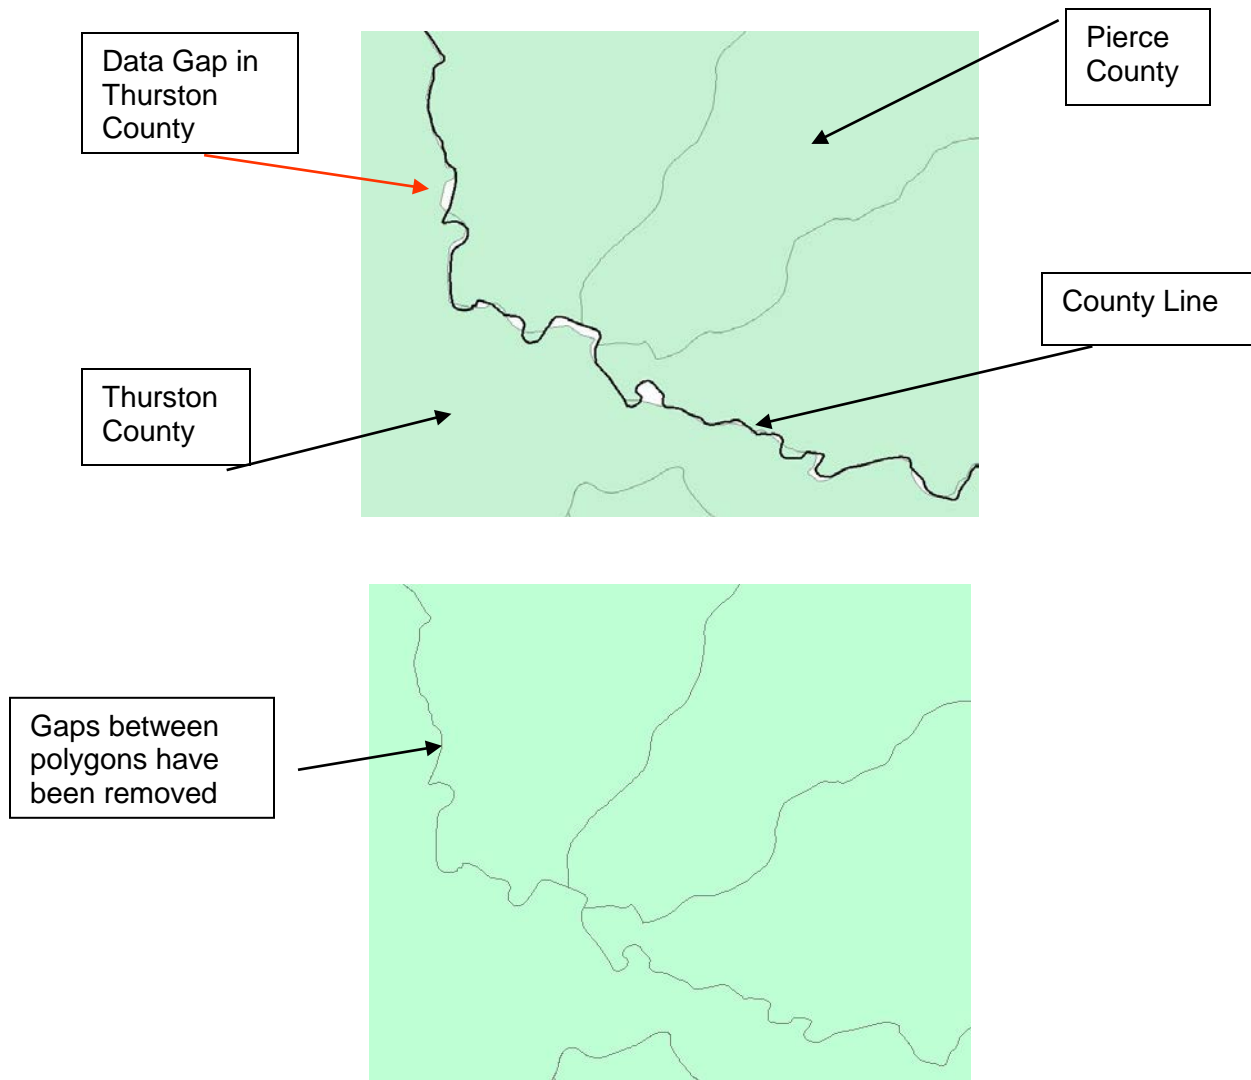 Data Gap in
Thurston
County
Pierce
County
County Line
Thurston
County
Gaps between
polygons have
been removed